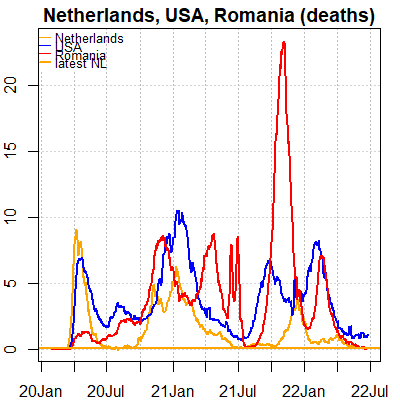 Netherlands, USA, Romania (deaths)
Netherlands
USA
Romania
latest NL
20
15
10
5
0
20Jan 20Jul 21Jan 21Jul 22Jan 22Jul